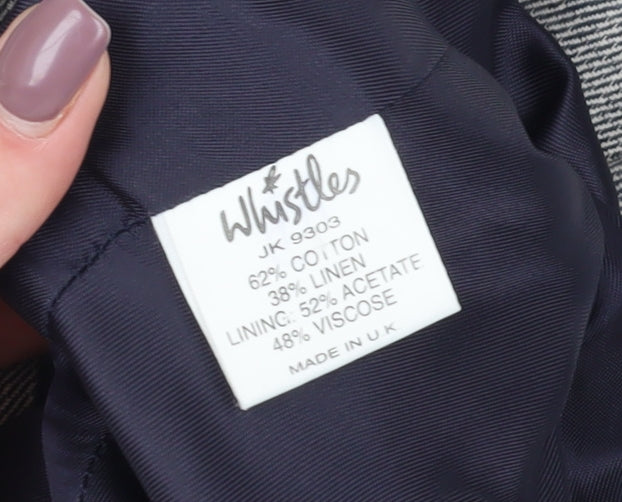 Whistles
JK 9303
62% COTTON
38% LINEN
LINING: 52% ACETATE
48% VISCOSE
MADE IN U K